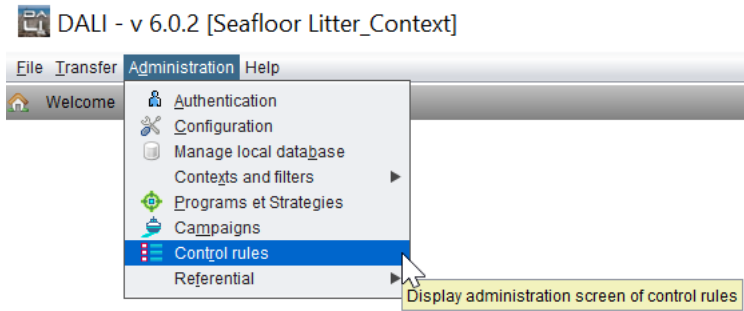 DALI - v 6.0.2 [Seafloor Litter_Context]
File Transfer Administration Help
Welcome
Authentication
Configuration
Manage local database
Contexts and filters
Programs et Strategies
Campaigns
Control rules
Referential
Display administration screen of control rules